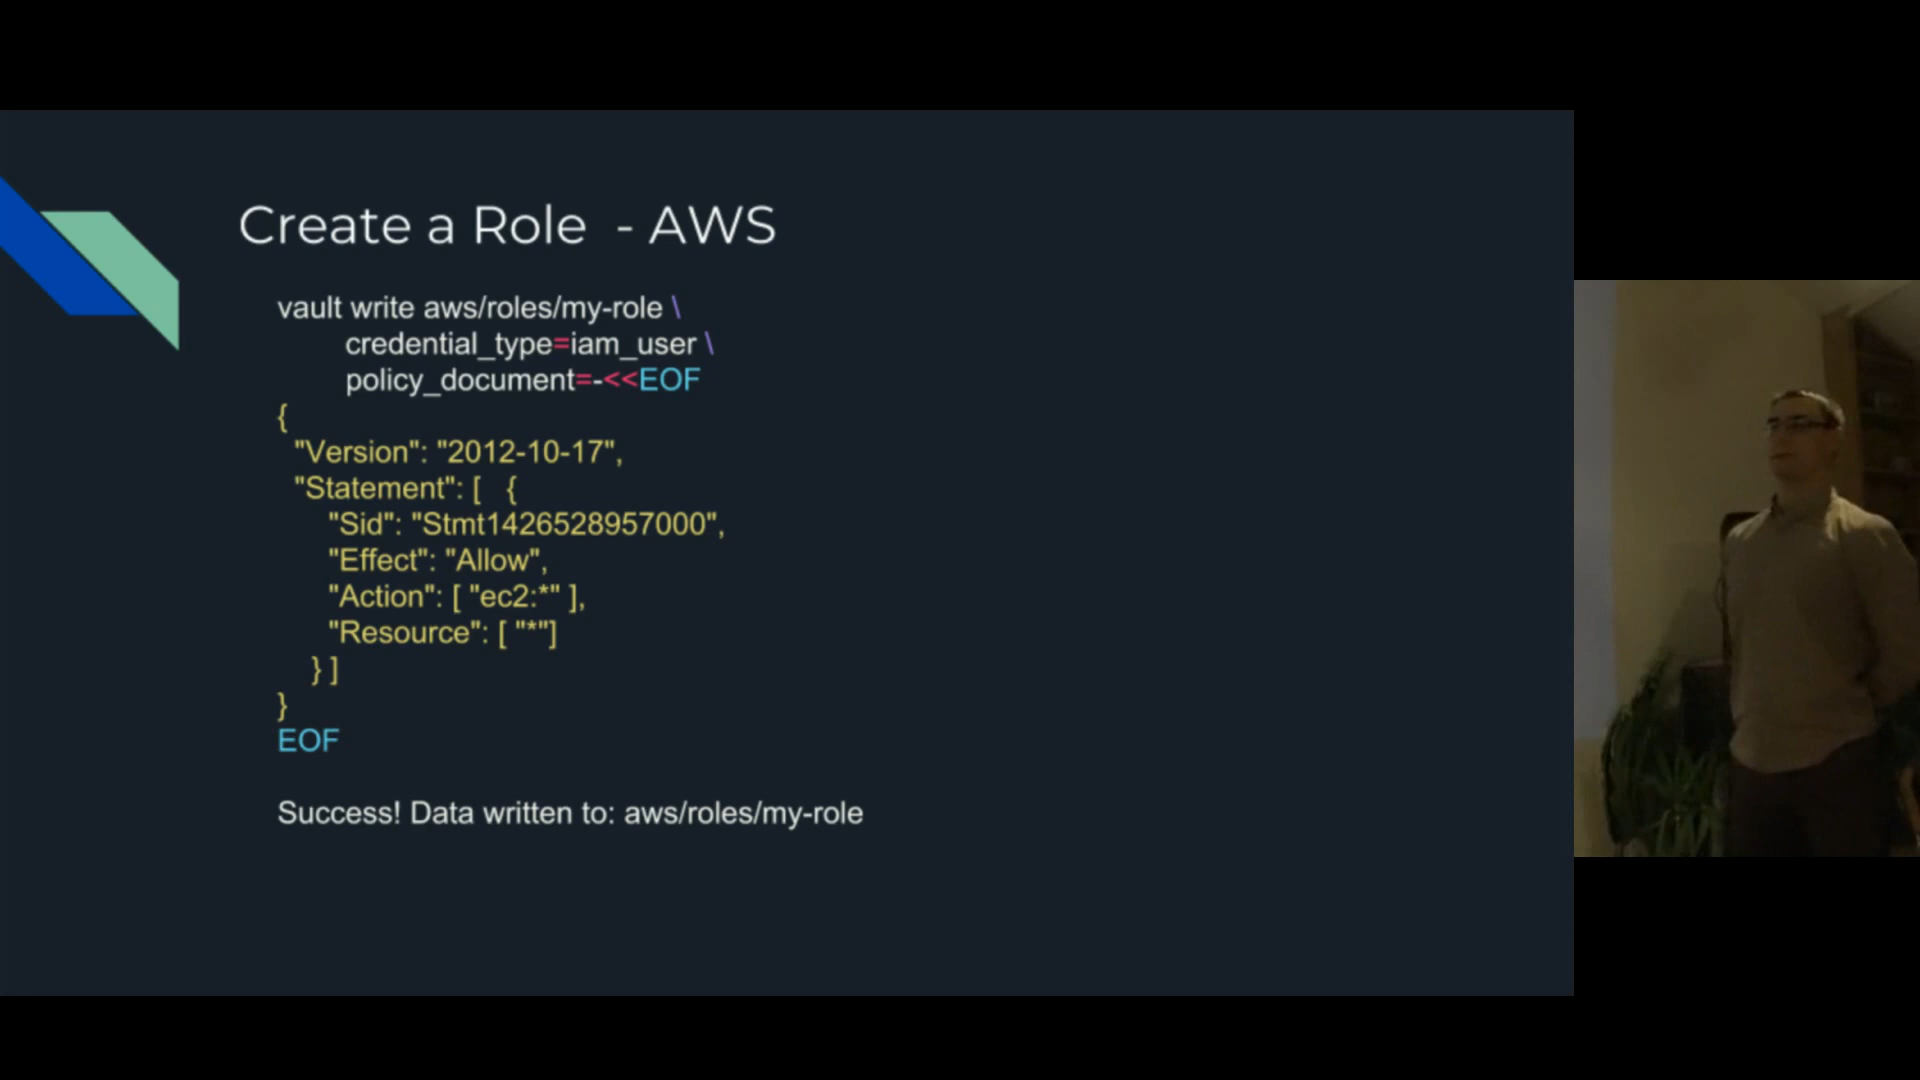 Create a Role - AWS
vault write aws/roles/my-role \
credential_type=iam_user \
policy_document=-<<EOF
{
"Version": "2012-10-17",
"Statement": [ {
"Sid": "Stmt1426528957000",
"Effect": "Allow",
"Action": [ "ec2:*" ],
"Resource": [ "*"]
} ]
}
EOF
Success! Data written to: aws/roles/my-role